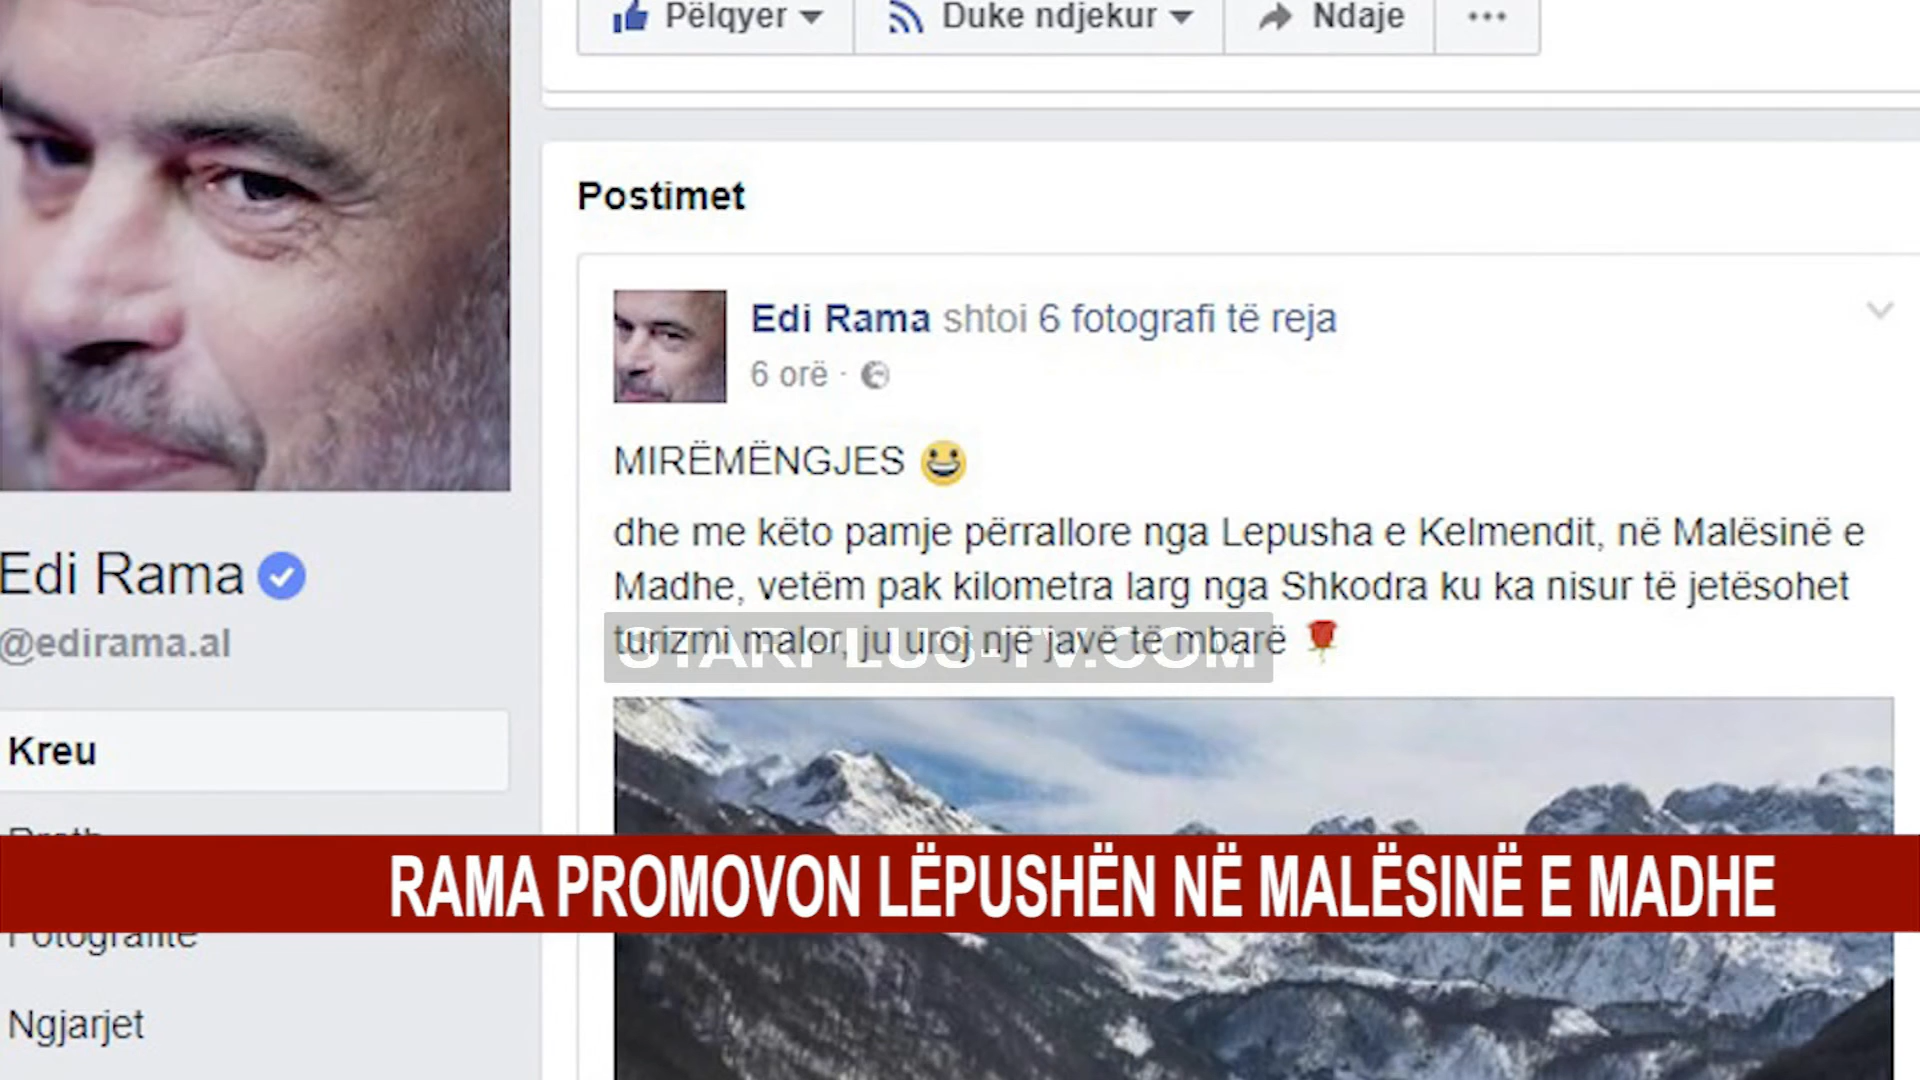 Pëlqyer
Duke ndjekur
Ndaje
Postimet
Edi Rama shtoi 6 fotografi të reja
6 orë
MIRËMËNGJES
dhe me këto pamje përrallore nga Lepusha e Kelmendit, në Malësinë e
Madhe, vetëm pak kilometra larg nga Shkodra ku ka nisur të jetësohet
turizmi malor, ju uroj një javë të mbarë
STARPLUS-TV.COM
Edi Rama
@edirama.al
Kreu
RAMA PROMOVON LËPUSHËN NË MALËSINË E MADHE
Ngjarjet